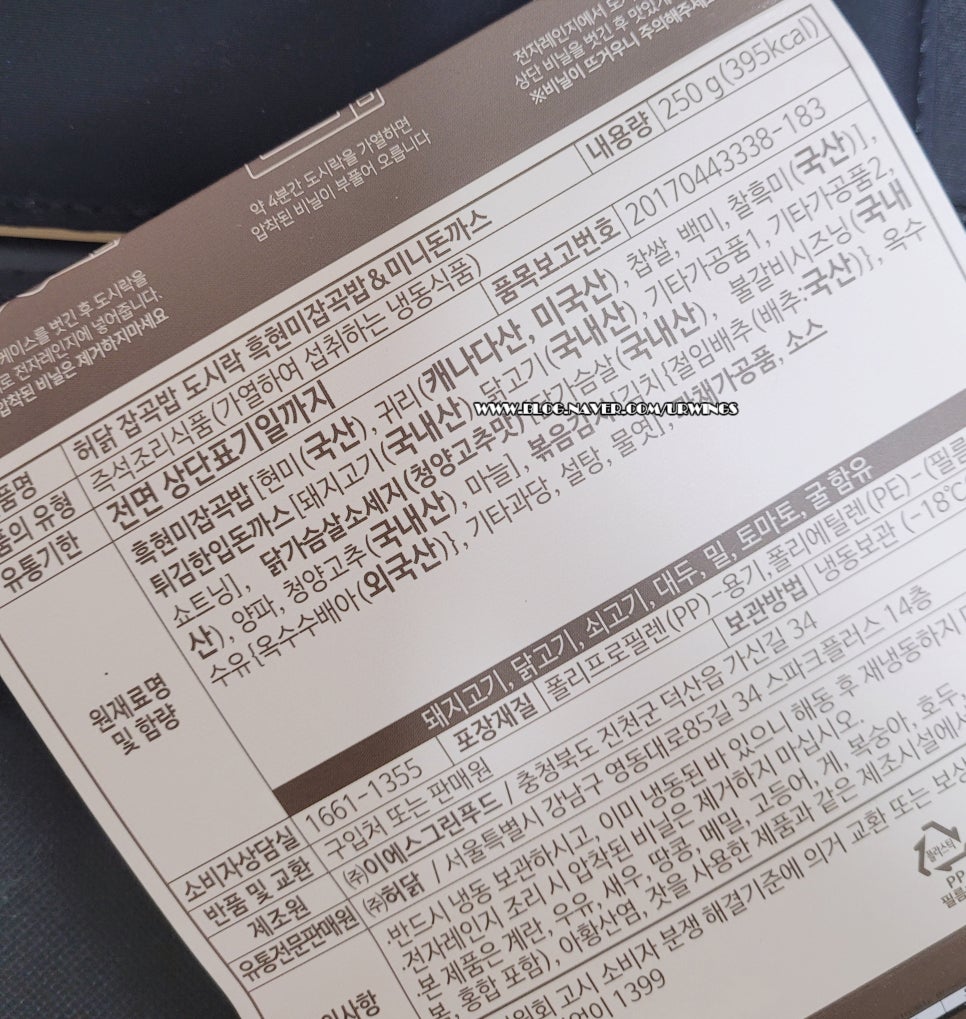 전자레인지에서 도
상단 비닐을 벗긴 후 맛있게
※비닐이 뜨거우니 주의해주세요
약 4분간 도시락을 가열하면
압착된 비닐이 부풀어 오릅니다
케이스를 벗긴 후 도시락을
로 전자레인지에 넣어줍니다.
압착된 비닐은 제거하지마세요
품명 허닭 잡곡밥 도시락 흑현미잡곡밥&미니돈까스 내용량 250 g (395kcal)
품의 유형 즉석조리식품(가열하여 섭취하는 냉동식품) 품목보고번호 20170443338-183
유통기한 전면 상단표기일까지
원재료명
및 함량
흑현미잡곡밥 [현미(국산), 귀리(캐나다산, 미국산), 찹쌀, 백미, 찰흑미(국산)],
튀김한입돈까스 [돼지고기(국내산), 닭고기(국내산), 기타가공품1, 기타가공품2,
쇼트닝], 닭가슴살소세지(청양고추맛) [닭가슴살(국내산), 불갈비시즈닝(국내
산), 양파, 청양고추(국내산), 마늘], 볶음김치 {절임배추(배추:국산)}, 옥수
수유{옥수수배아(외국산)}, 기타과당, 설탕, 물엿], 소스
돼지고기, 닭고기, 쇠고기, 대두, 밀, 토마토, 굴 함유
포장재질 폴리프로필렌(PP)-용기, 폴리에틸렌(PE)-(필름
소비자상담실 1661-1355 보관방법 냉동보관 (-18℃
반품 및 교환 구입처 또는 판매원
제조원 (주)이에스그린푸드 / 충청북도 진천군 덕산읍 가신길 34
유통전문판매원 (주)허닭 / 서울특별시 강남구 영동대로85길 34 스파크플러스 14층
.반드시 냉동 보관하시고, 이미 냉동된 바 있으니 해동 후 재냉동하지
.전자레인지 조리 시 압착된 비닐은 제거하지 마십시오.
.본 제품은 계란, 우유, 새우, 땅콩, 메밀, 고등어, 게, 복숭아, 호두,
복, 홍합 포함), 아황산염, 잣을 사용한 제품과 같은 제조시설에서
원회 고시 소비자 분쟁 해결기준에 의거 교환 또는 보상
없이 1399
플라스틱
PP
필름
WWW.BLOG.NAVER.COM/URWINGS